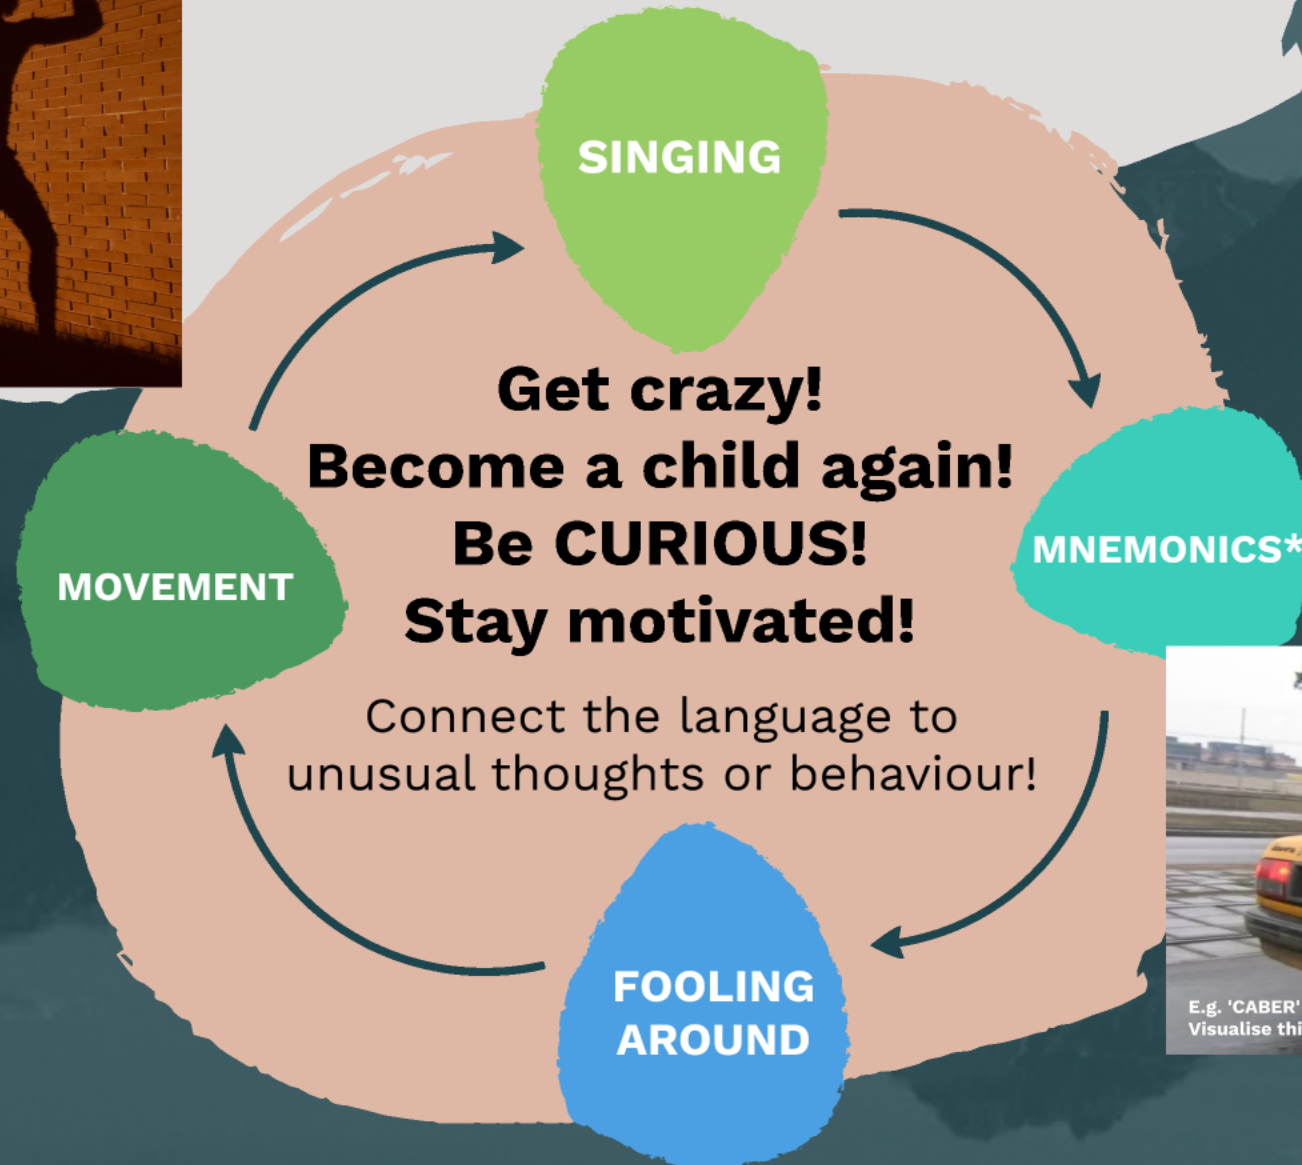 SINGING
Get crazy!
Become a child again!
Be CURIOUS!
Stay motivated!
MNEMONICS*
MOVEMENT
Connect the language to
unusual thoughts or behaviour!
FOOLING
AROUND
E.g. 'CABER'
Visualise